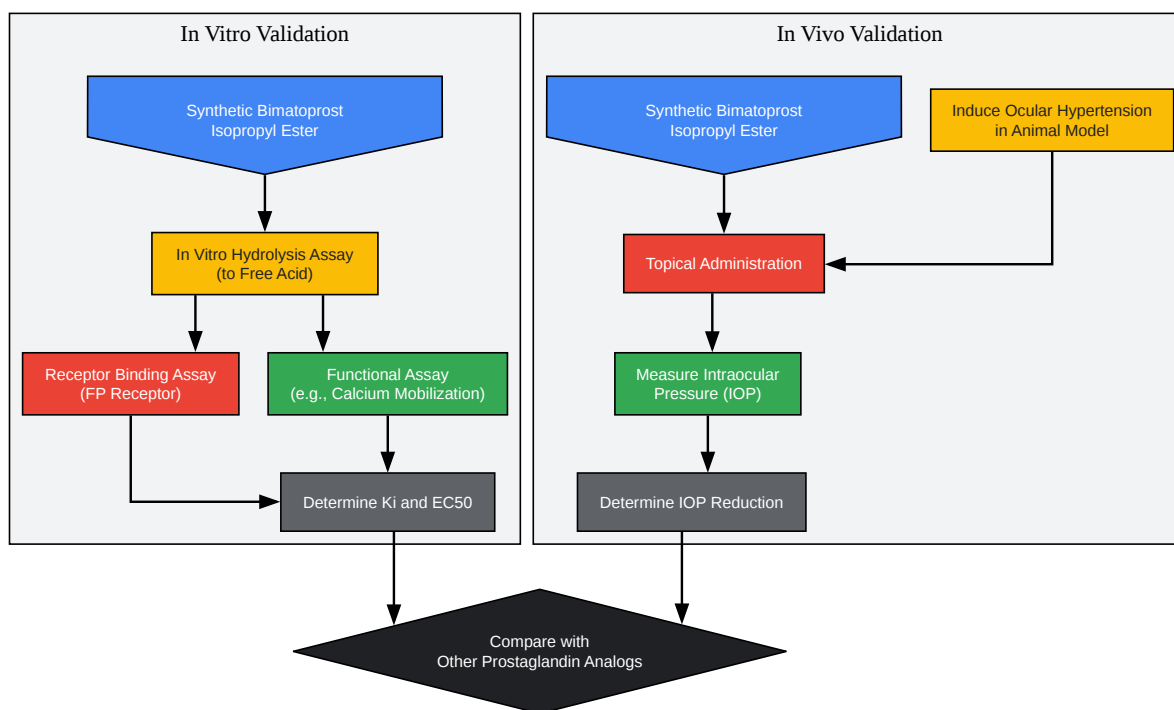 In Vitro Validation
Synthetic Bimatoprost
Isopropyl Ester
In Vitro Hydrolysis Assay
(to Free Acid)
Receptor Binding Assay
(FP Receptor)
Functional Assay
(e.g., Calcium Mobilization)
Determine Ki and EC50
In Vivo Validation
Synthetic Bimatoprost
Isopropyl Ester
Induce Ocular Hypertension
in Animal Model
Topical Administration
Measure Intraocular
Pressure (IOP)
Determine IOP Reduction
Compare with
Other Prostaglandin Analogs